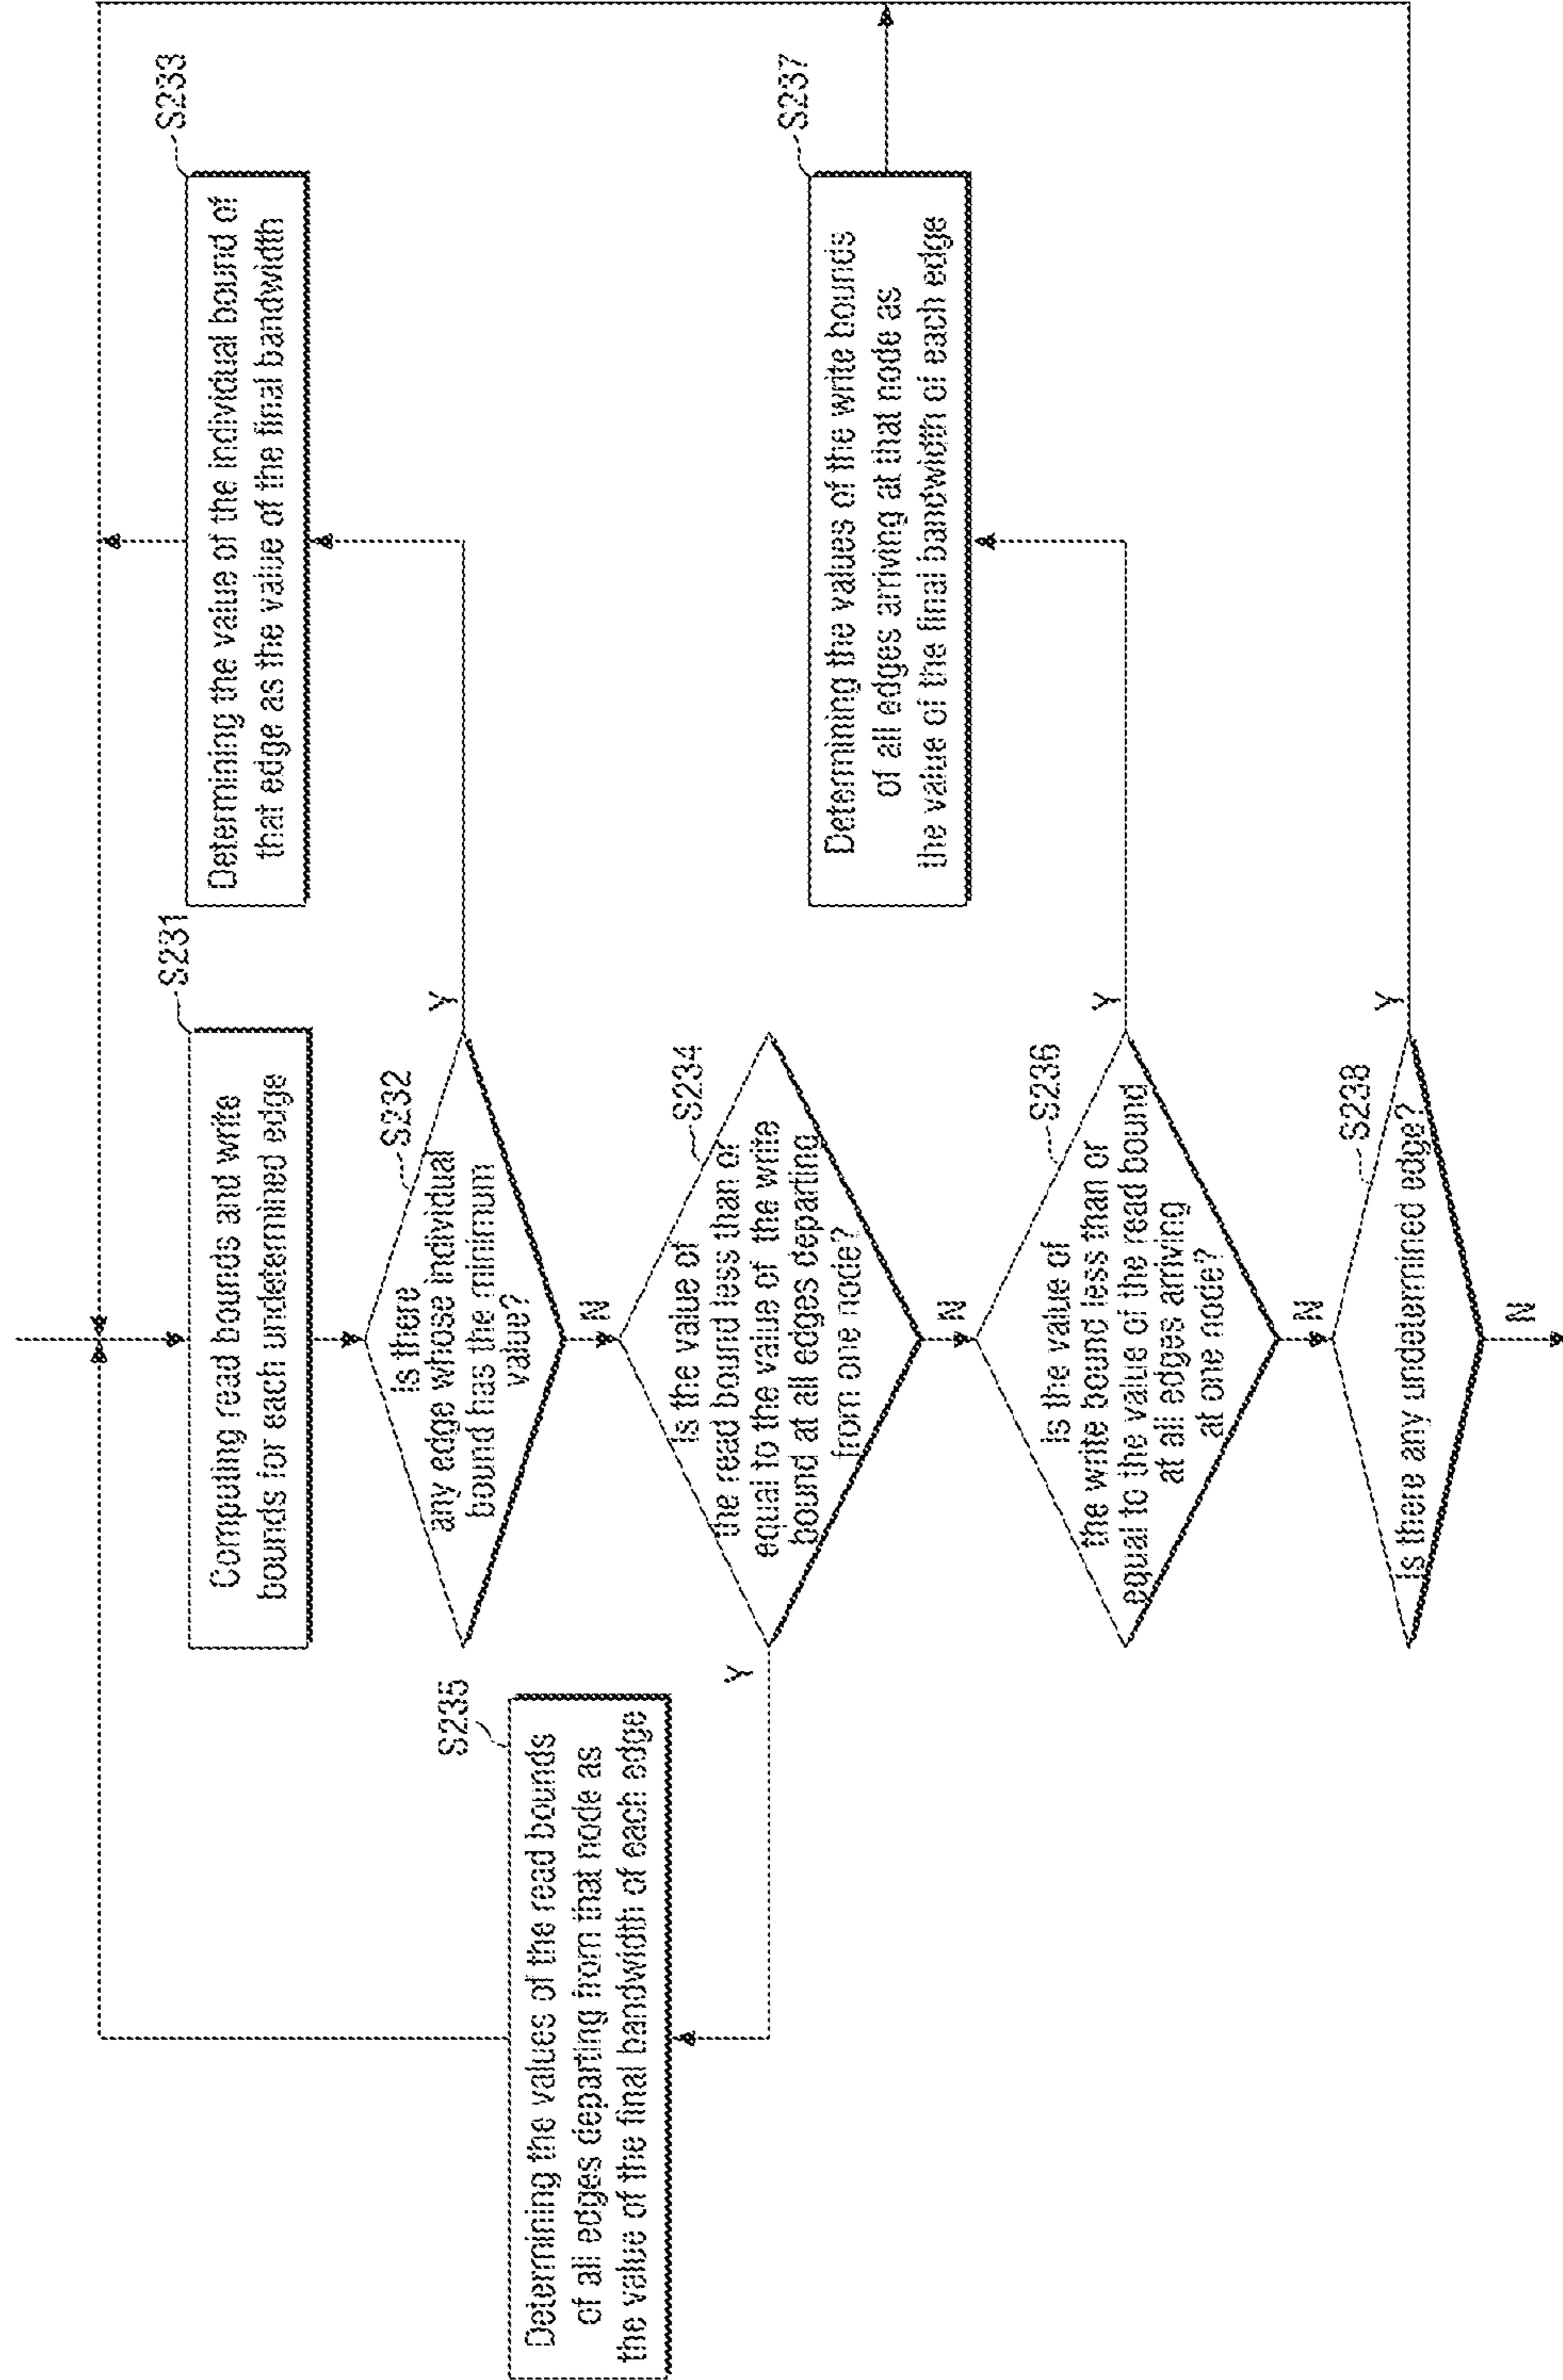 S231
Computing read bounds and write
bounds for each undetermined edge
S232
is there
any edge whose individual
bound has the minimum
value?
Y
N
S233
Determining the value of the individual bound of
that edge as the value of the final bandwidth
S234
is the value of
the read bound less than or
equal to the value of the write
bound at all edges departing
from one node?
Y
N
S235
Determining the values of the read bounds
of all edges departing from that node as
the value of the final bandwidth of each edge
S236
is the value of
the write bound less than or
equal to the value of the read bound
at all edges arriving
at one node?
Y
N
S237
Determining the values of the write bounds
of all edges arriving at that node as
the value of the final bandwidth of each edge
S238
is there any undetermined edge?
Y
N